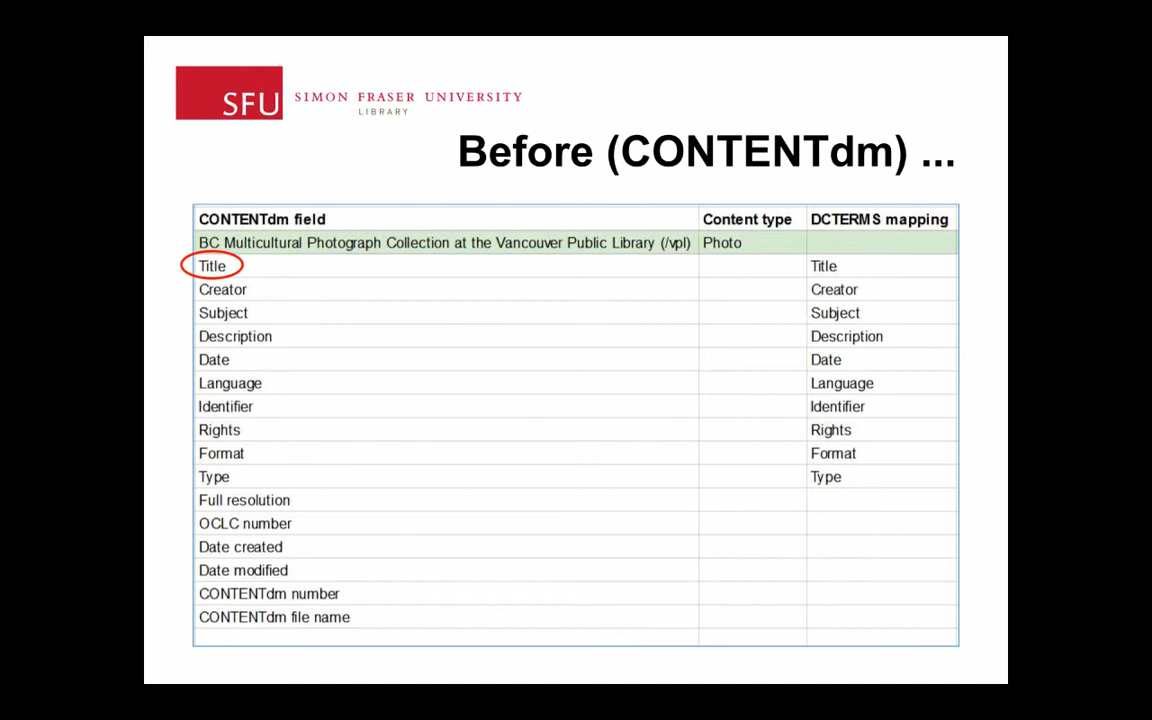 SFU SIMON FRASER UNIVERSITY
LIBRARY
Before (CONTENTdm) ...
CONTENTdm field Content type DCTERMS mapping
BC Multicultural Photograph Collection at the Vancouver Public Library (/vpl) Photo
Title Title
Creator Creator
Subject Subject
Description Description
Date Date
Language Language
Identifier Identifier
Rights Rights
Format Format
Type Type
Full resolution
OCLC number
Date created
Date modified
CONTENTdm number
CONTENTdm file name